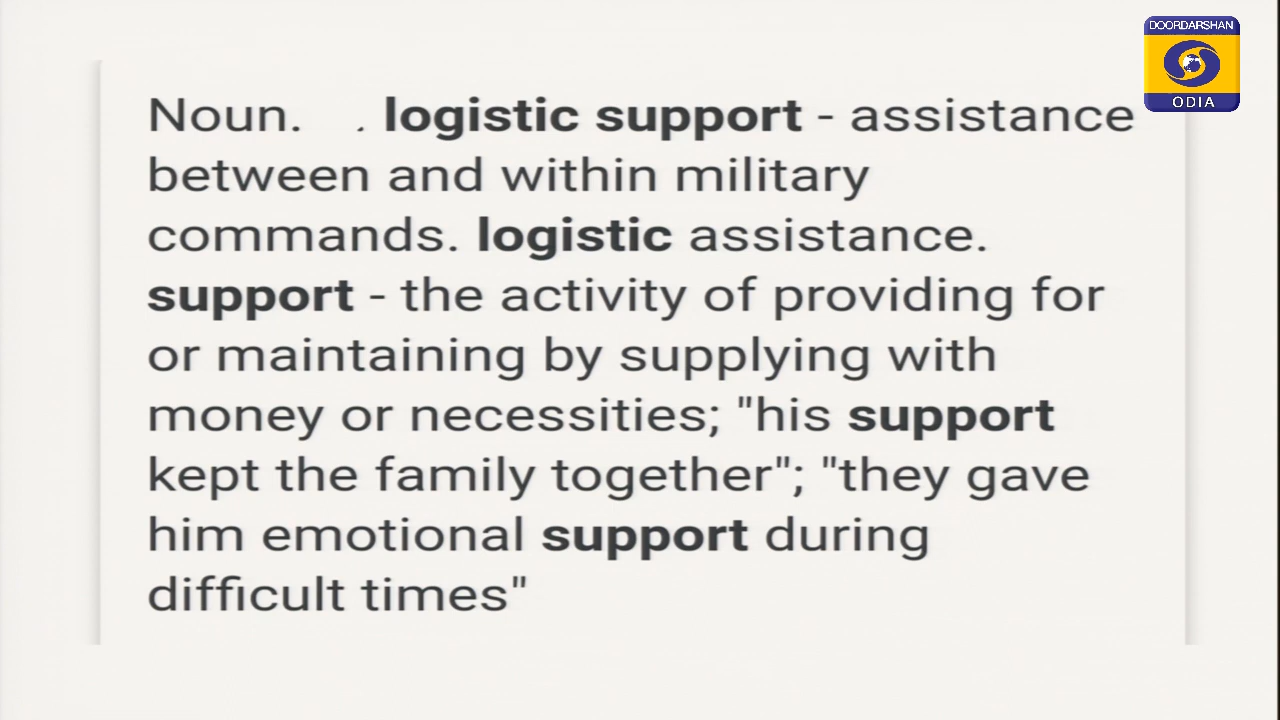 DOORDARSHAN
ODIA
Noun. . logistic support - assistance
between and within military
commands. logistic assistance.
support - the activity of providing for
or maintaining by supplying with
money or necessities; "his support
kept the family together"; "they gave
him emotional support during
difficult times"